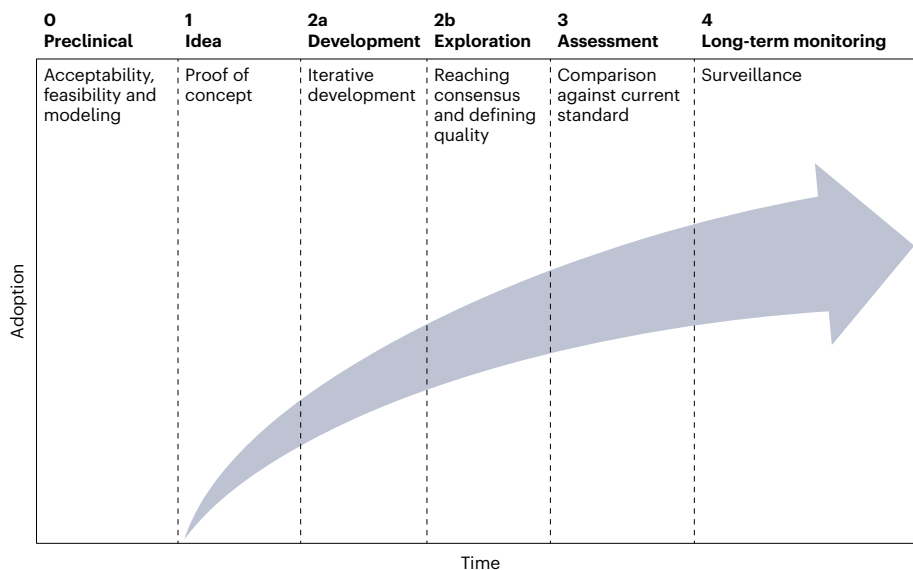 0
Preclinical
1
Idea
2a
Development
2b
Exploration
3
Assessment
4
Long-term monitoring
Acceptability,
feasibility and
modeling
Proof of
concept
Iterative
development
Reaching
consensus
and defining
quality
Comparison
against current
standard
Surveillance
Adoption
Time